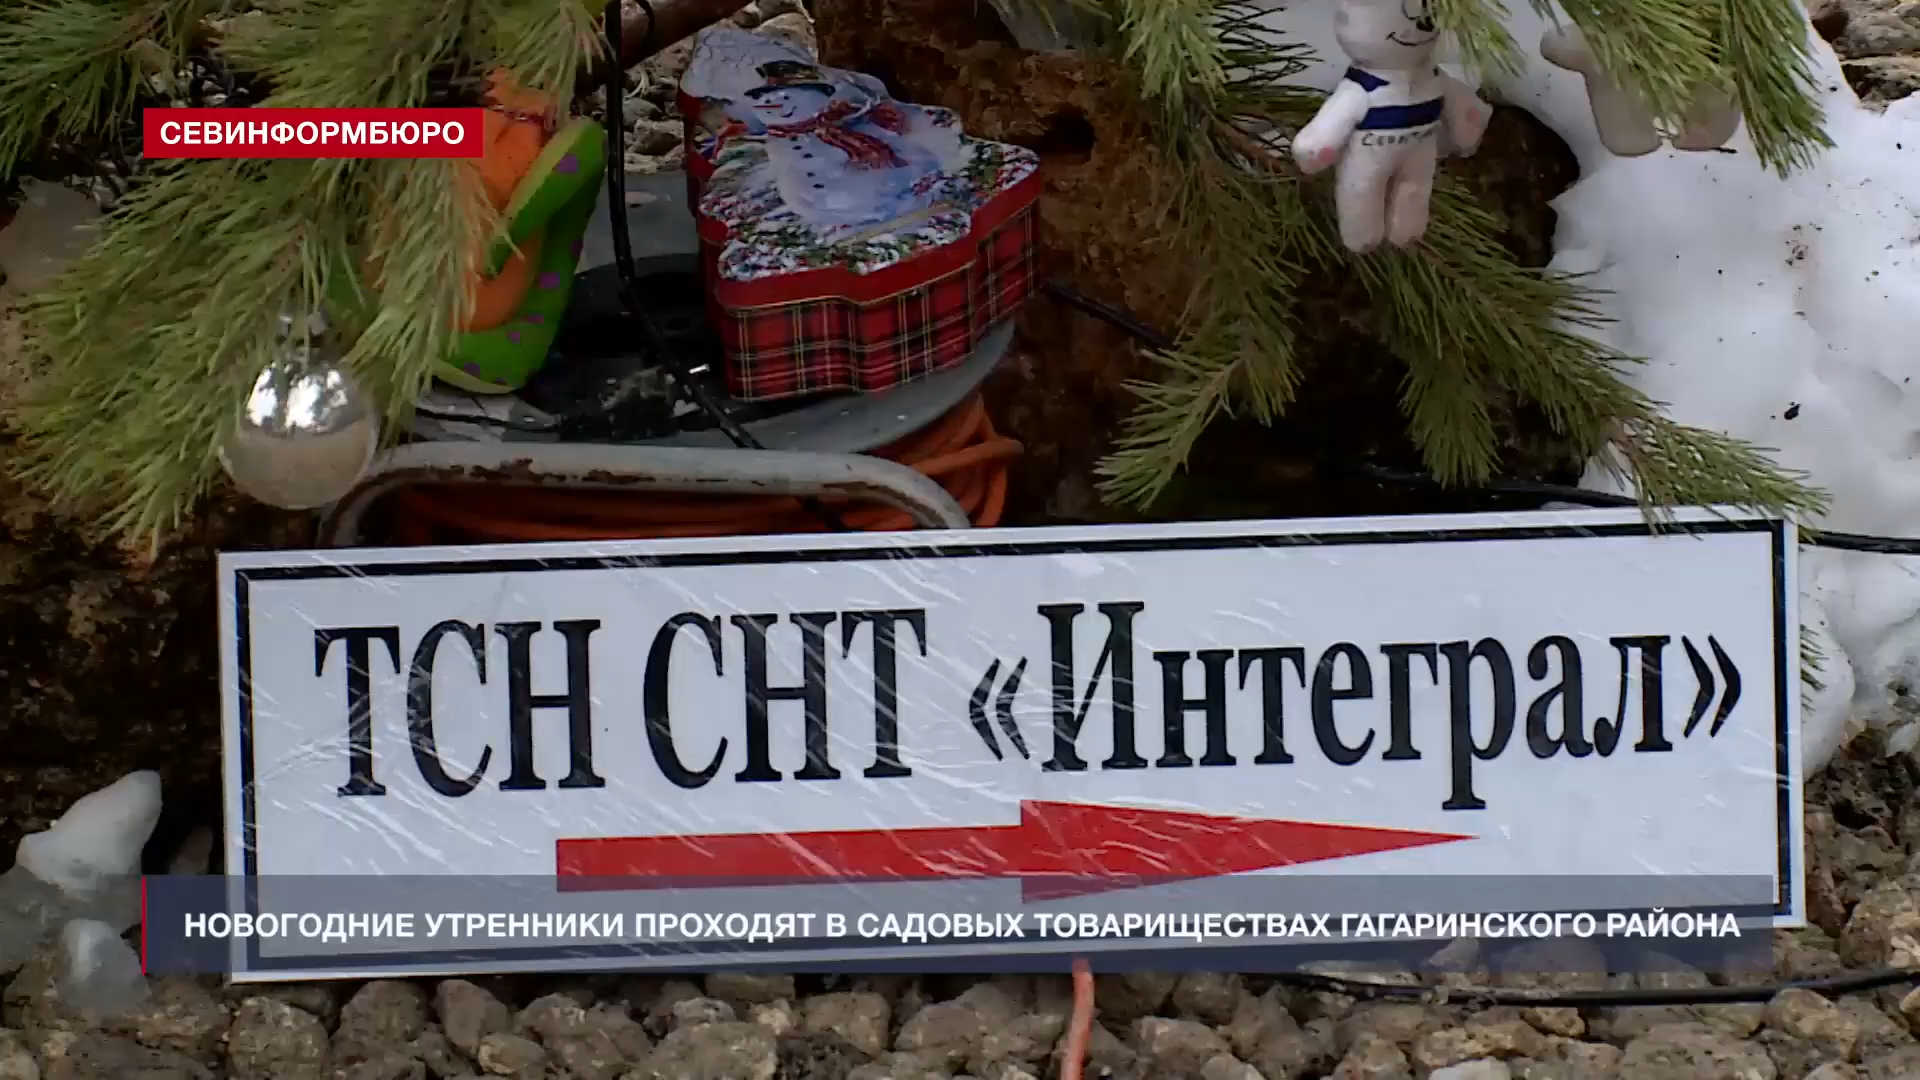 СЕВИНФОРМБЮРО
ТСН СНТ «Интеграл»
НОВОГОДНИЕ УТРЕННИКИ ПРОХОДЯТ В САДОВЫХ ТОВАРИЩЕСТВАХ ГАГАРИНСКОГО РАЙОНА